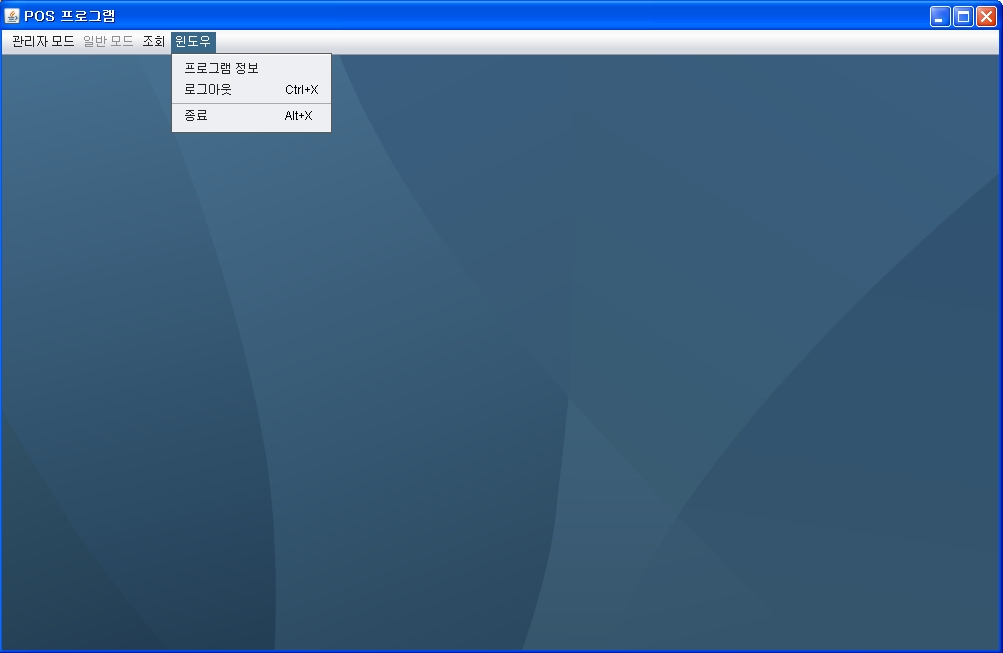 POS 프로그램
관리자 모드 일반 모드 조회 윈도우
프로그램 정보
로그아웃 Ctrl+X
종료 Alt+X